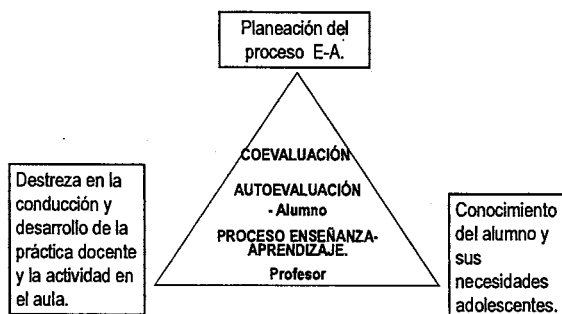 Planeación del
proceso E-A.
COEVALUACIÓN
AUTOEVALUACIÓN
- Alumno
PROCESO ENSEÑANZA-
APRENDIZAJE.
Profesor
Destreza en la
conducción y
desarrollo de la
práctica docente
y la actividad en
el aula.
Conocimiento
del alumno y
sus
necesidades
adolescentes.